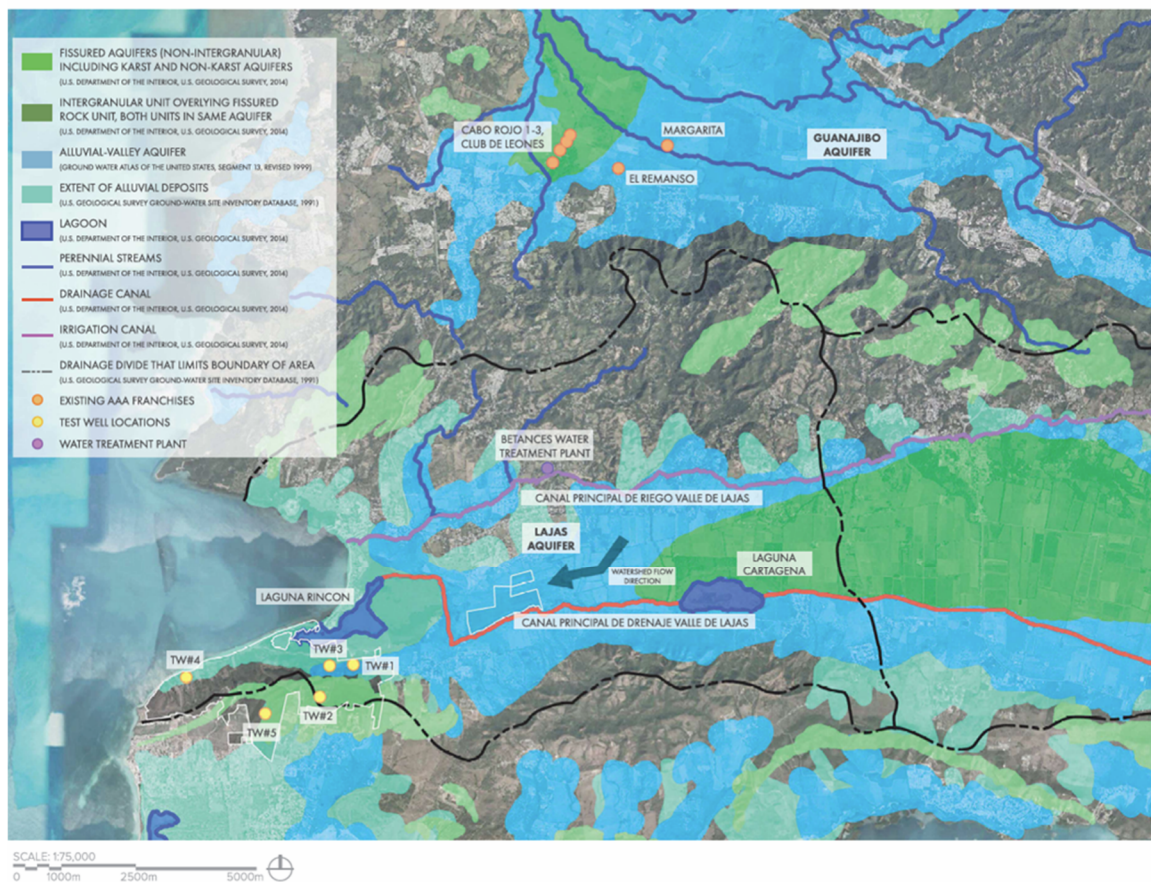 FISSURED AQUIFERS (NON-INTERGRANULAR)
INCLUDING KARST AND NON-KARST AQUIFERS
(U.S. DEPARTMENT OF THE INTERIOR, U.S. GEOLOGICAL SURVEY, 2014)
INTERGRANULAR UNIT OVERLYING FISSURED
ROCK UNIT, BOTH UNITS IN SAME AQUIFER
(U.S. DEPARTMENT OF THE INTERIOR, U.S. GEOLOGICAL SURVEY, 2014)
ALLUVIAL-VALLEY AQUIFER
(GROUND WATER ATLAS OF THE UNITED STATES, SEGMENT 13, REVISED 1999)
EXTENT OF ALLUVIAL DEPOSITS
(U.S. GEOLOGICAL SURVEY GROUND-WATER SITE INVENTORY DATABASE, 1991)
LAGOON
(U.S. DEPARTMENT OF THE INTERIOR, U.S. GEOLOGICAL SURVEY, 2014)
PERENNIAL STREAMS
(U.S. DEPARTMENT OF THE INTERIOR, U.S. GEOLOGICAL SURVEY, 2014)
DRAINAGE CANAL
(U.S. DEPARTMENT OF THE INTERIOR, U.S. GEOLOGICAL SURVEY, 2014)
IRRIGATION CANAL
(U.S. DEPARTMENT OF THE INTERIOR, U.S. GEOLOGICAL SURVEY, 2014)
DRAINAGE DIVIDE THAT LIMITS BOUNDARY OF AREA
(U.S. GEOLOGICAL SURVEY GROUND-WATER SITE INVENTORY DATABASE, 1991)
EXISTING AAA FRANCHISES
TEST WELL LOCATIONS
WATER TREATMENT PLANT
CABO ROJO 1-3,
CLUB DE LEONES
MARGARITA
EL REMANSO
GUANAJIBO
AQUIFER
BETANCES WATER
TREATMENT PLANT
CANAL PRINCIPAL DE RIEGO VALLE DE LAJAS
LAJAS
AQUIFER
WATERSHED FLOW
DIRECTION
LAGUNA
CARTAGENA
LAGUNA RINCON
CANAL PRINCIPAL DE DRENAJE VALLE DE LAJAS
TW#3
TW#1
TW#4
TW#2
TW#5
SCALE: 1:75,000
0 1000m 2500m 5000m